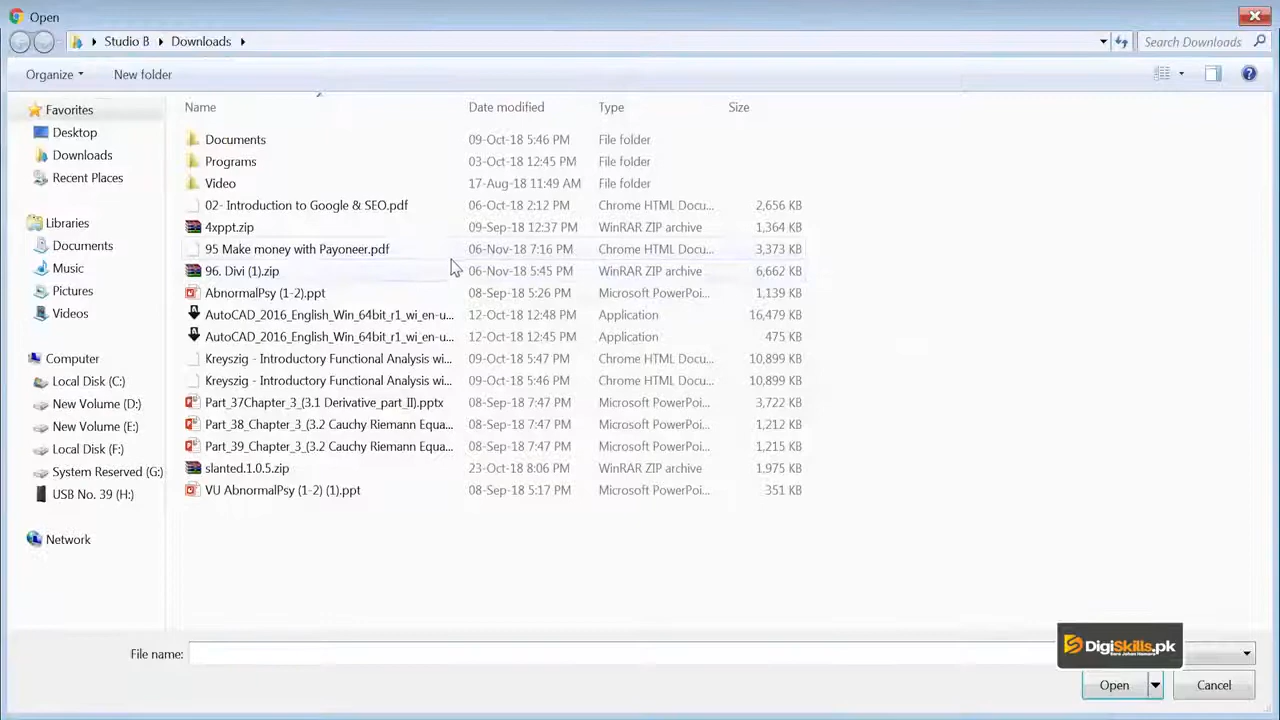 Open
Studio B Downloads
Search Downloads
Organize New folder
Name Date modified Type Size
Favorites
Desktop
Downloads
Recent Places
Libraries
Documents
Music
Pictures
Videos
Computer
Local Disk (C:)
New Volume (D:)
New Volume (E:)
Local Disk (F:)
System Reserved (G:)
USB No. 39 (H:)
Network
Documents 09-Oct-18 5:46 PM File folder
Programs 03-Oct-18 12:45 PM File folder
Video 17-Aug-18 11:49 AM File folder
02- Introduction to Google & SEO.pdf 06-Oct-18 2:12 PM Chrome HTML Docu... 2,656 KB
4xppt.zip 09-Sep-18 12:37 PM WinRAR ZIP archive 1,364 KB
95 Make money with Payoneer.pdf 06-Nov-18 7:16 PM Chrome HTML Docu... 3,373 KB
96. Divi (1).zip 06-Nov-18 5:45 PM WinRAR ZIP archive 6,662 KB
AbnormalPsy (1-2).ppt 08-Sep-18 5:26 PM Microsoft PowerPoi... 1,139 KB
AutoCAD_2016_English_Win_64bit_r1_wi_en-u... 12-Oct-18 12:48 PM Application 16,479 KB
AutoCAD_2016_English_Win_64bit_r1_wi_en-u... 12-Oct-18 12:45 PM Application 475 KB
Kreyszig - Introductory Functional Analysis wi... 09-Oct-18 5:47 PM Chrome HTML Docu... 10,899 KB
Kreyszig - Introductory Functional Analysis wi... 09-Oct-18 5:46 PM Chrome HTML Docu... 10,899 KB
Part_37Chapter_3_(3.1 Derivative_part_II).pptx 08-Sep-18 7:47 PM Microsoft PowerPoi... 3,722 KB
Part_38_Chapter_3_(3.2 Cauchy Riemann Equa... 08-Sep-18 7:47 PM Microsoft PowerPoi... 1,212 KB
Part_39_Chapter_3_(3.2 Cauchy Riemann Equa... 08-Sep-18 7:47 PM Microsoft PowerPoi... 1,215 KB
slanted.1.0.5.zip 23-Oct-18 8:06 PM WinRAR ZIP archive 1,975 KB
VU AbnormalPsy (1-2) (1).ppt 08-Sep-18 5:17 PM Microsoft PowerPoi... 351 KB
File name:
DigiSkills.pk
Open Cancel